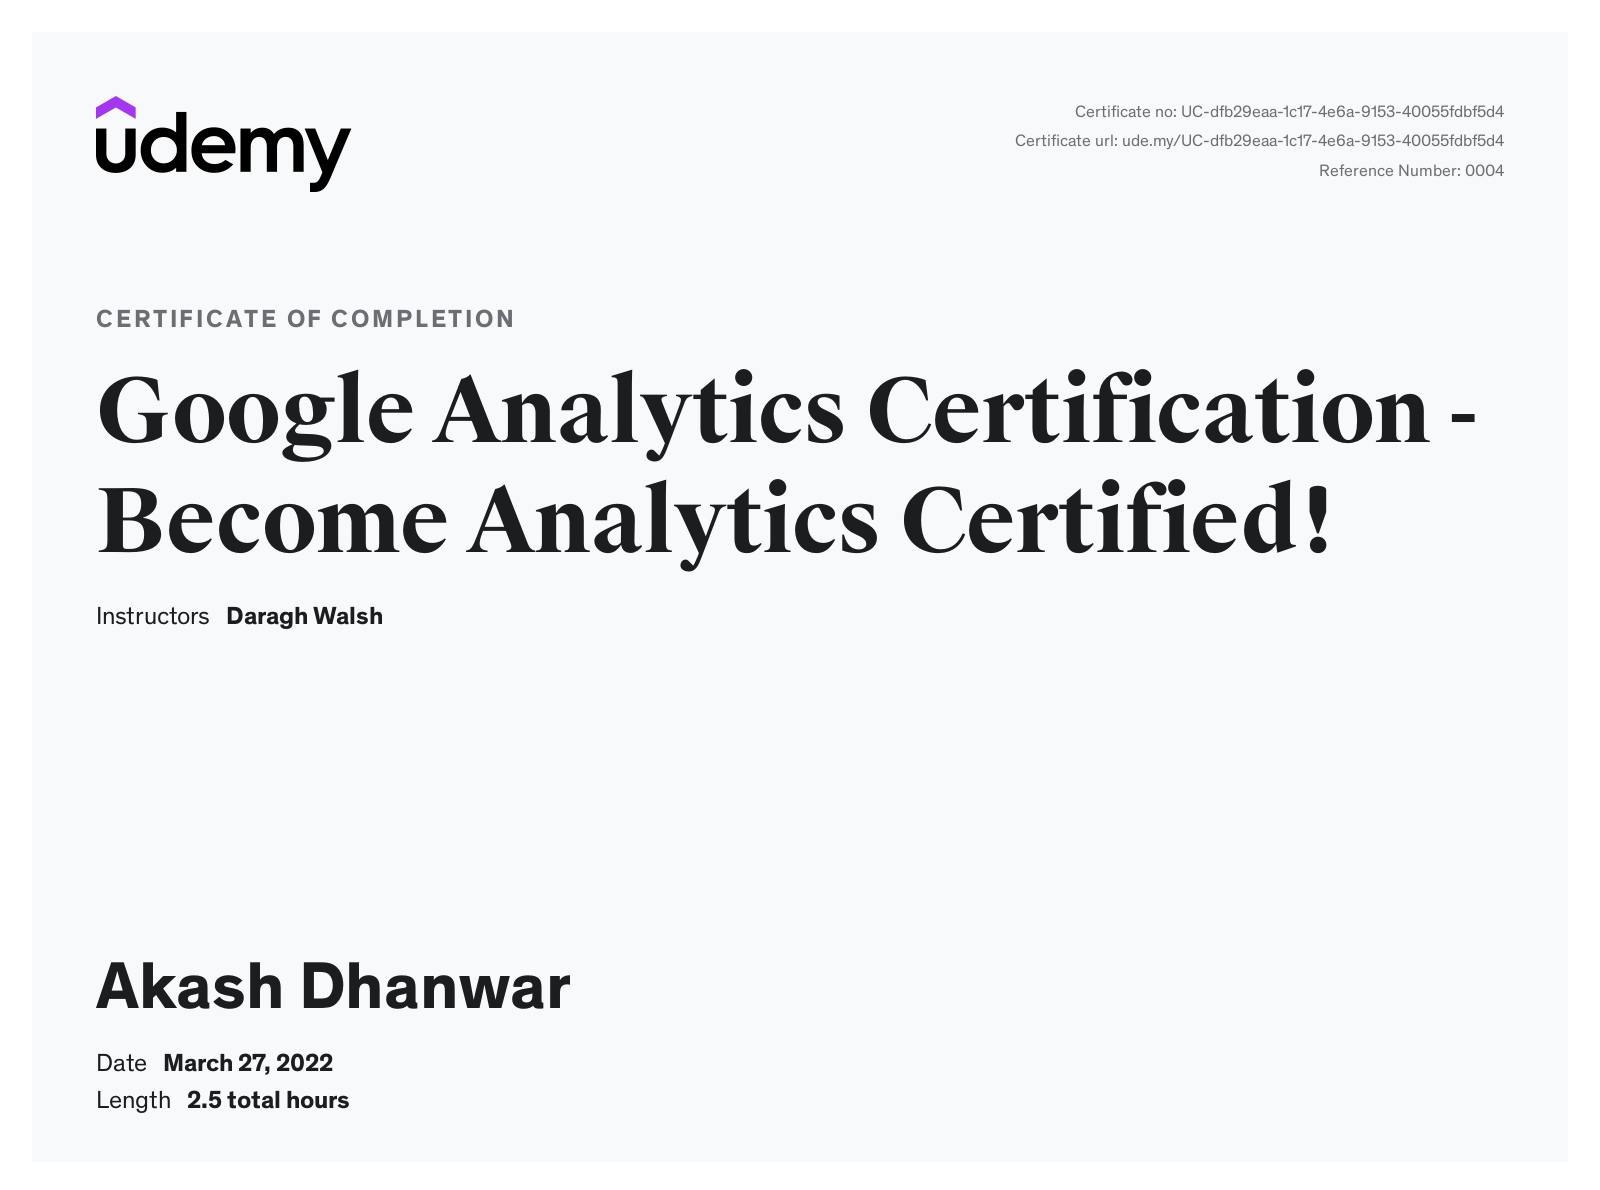 udemy
Certificate no: UC-dfb29eaa-1c17-4e6a-9153-40055fdbf5d4
Certificate url: ude.my/UC-dfb29eaa-1c17-4e6a-9153-40055fdbf5d4
Reference Number: 0004
CERTIFICATE OF COMPLETION
Google Analytics Certification -
Become Analytics Certified!
Instructors Daragh Walsh
Akash Dhanwar
Date March 27, 2022
Length 2.5 total hours